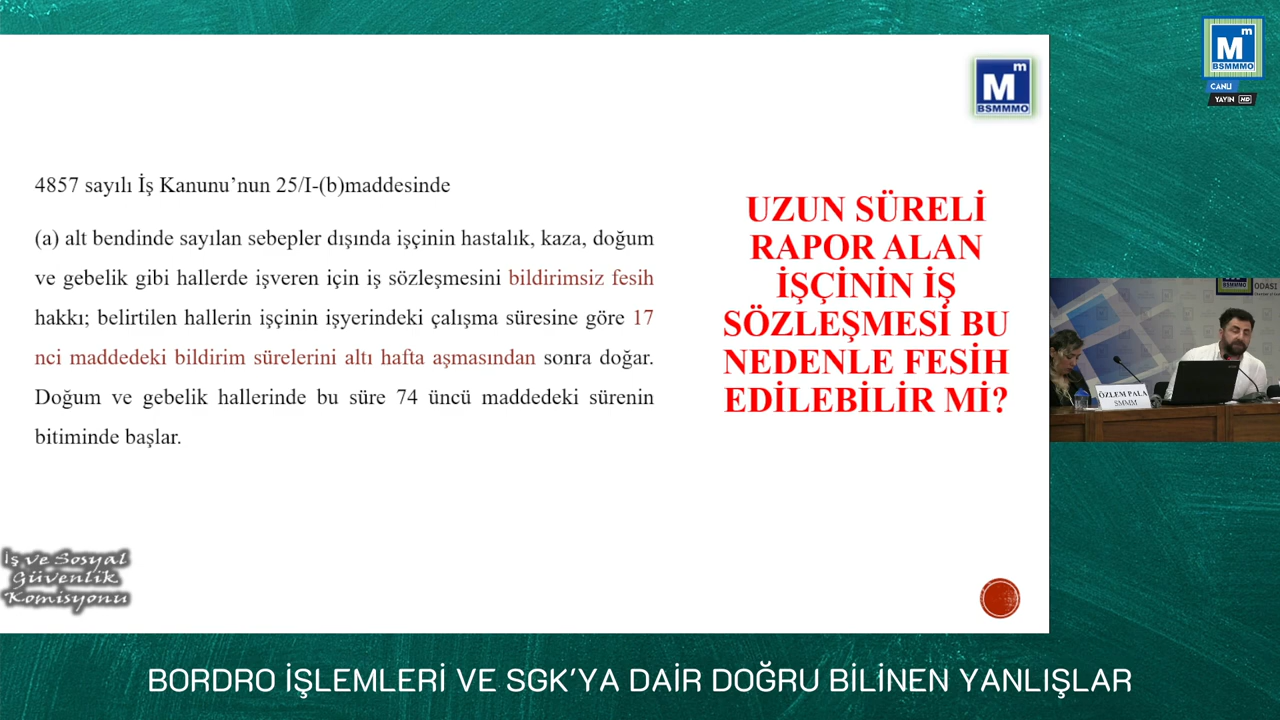 m
M
BSMMMO
CANLI
YAYIN HD
m
M
BSMMMO
4857 sayılı İş Kanunu’nun 25/I-(b)maddesinde
(a) alt bendinde sayılan sebepler dışında işçinin hastalık, kaza, doğum
ve gebelik gibi hallerde işveren için iş sözleşmesini bildirimsiz fesih
hakkı; belirtilen hallerin işçinin işyerindeki çalışma süresine göre 17
nci maddedeki bildirim sürelerini altı hafta aşmasından sonra doğar.
Doğum ve gebelik hallerinde bu süre 74 üncü maddedeki sürenin
bitiminde başlar.
UZUN SÜRELİ
RAPOR ALAN
İŞÇİNİN İŞ
SÖZLEŞMESİ BU
NEDENLE FESİH
EDİLEBİLİR Mİ?
BSMMMO
ODASI
ÖZLEM PALA
SMMM
İş ve Sosyal
Güvenlik
Komisyonu
BORDRO İŞLEMLERİ VE SGK’YA DAİR DOĞRU BİLİNEN YANLIŞLAR